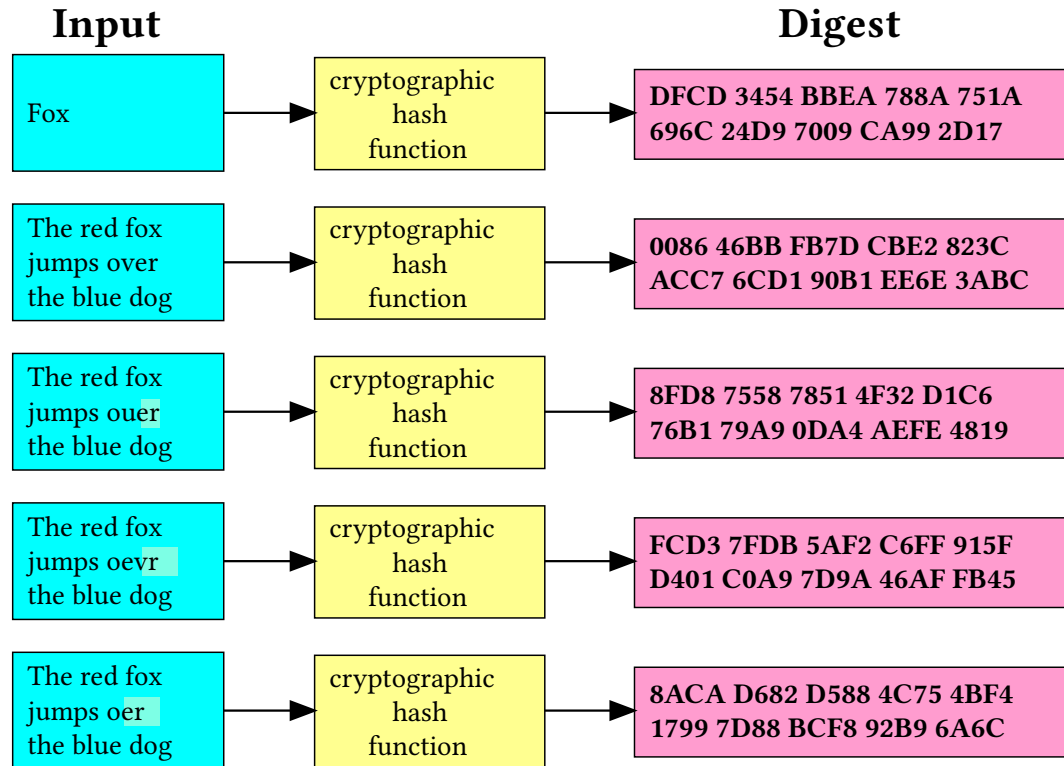 Input
Digest
Fox
cryptographic
hash
function
DFCD 3454 BBEA 788A 751A
696C 24D9 7009 CA99 2D17
The red fox
jumps over
the blue dog
cryptographic
hash
function
0086 46BB FB7D CBE2 823C
ACC7 6CD1 90B1 EE6E 3ABC
The red fox
jumps ouer
the blue dog
cryptographic
hash
function
8FD8 7558 7851 4F32 D1C6
76B1 79A9 0DA4 AEFE 4819
The red fox
jumps oevr
the blue dog
cryptographic
hash
function
FCD3 7FDB 5AF2 C6FF 915F
D401 C0A9 7D9A 46AF FB45
The red fox
jumps oer
the blue dog
cryptographic
hash
function
8ACA D682 D588 4C75 4BF4
1799 7D88 BCF8 92B9 6A6C